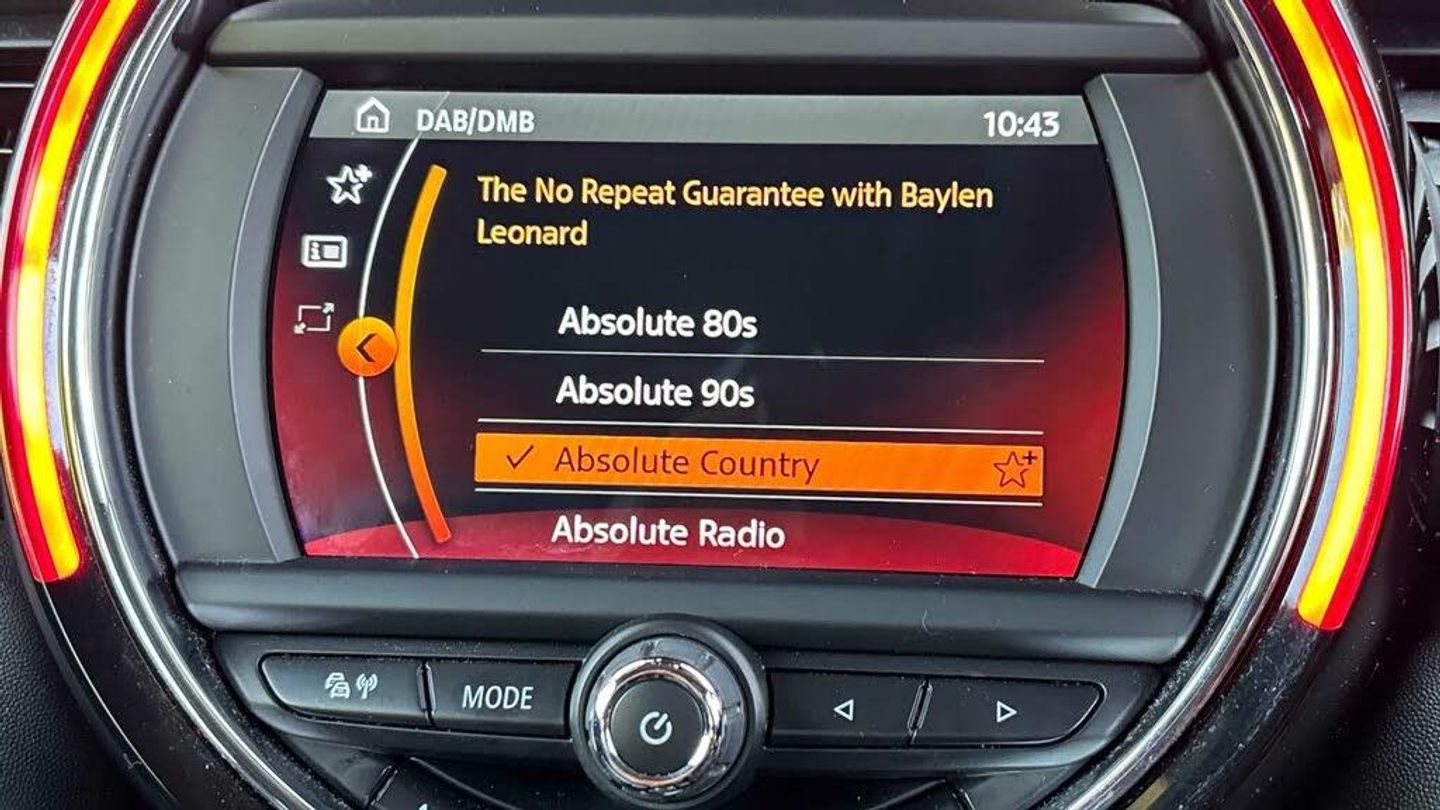 DAB/DMB
10:43
The No Repeat Guarantee with Baylen
Leonard
Absolute 80s
Absolute 90s
Absolute Country
Absolute Radio
MODE